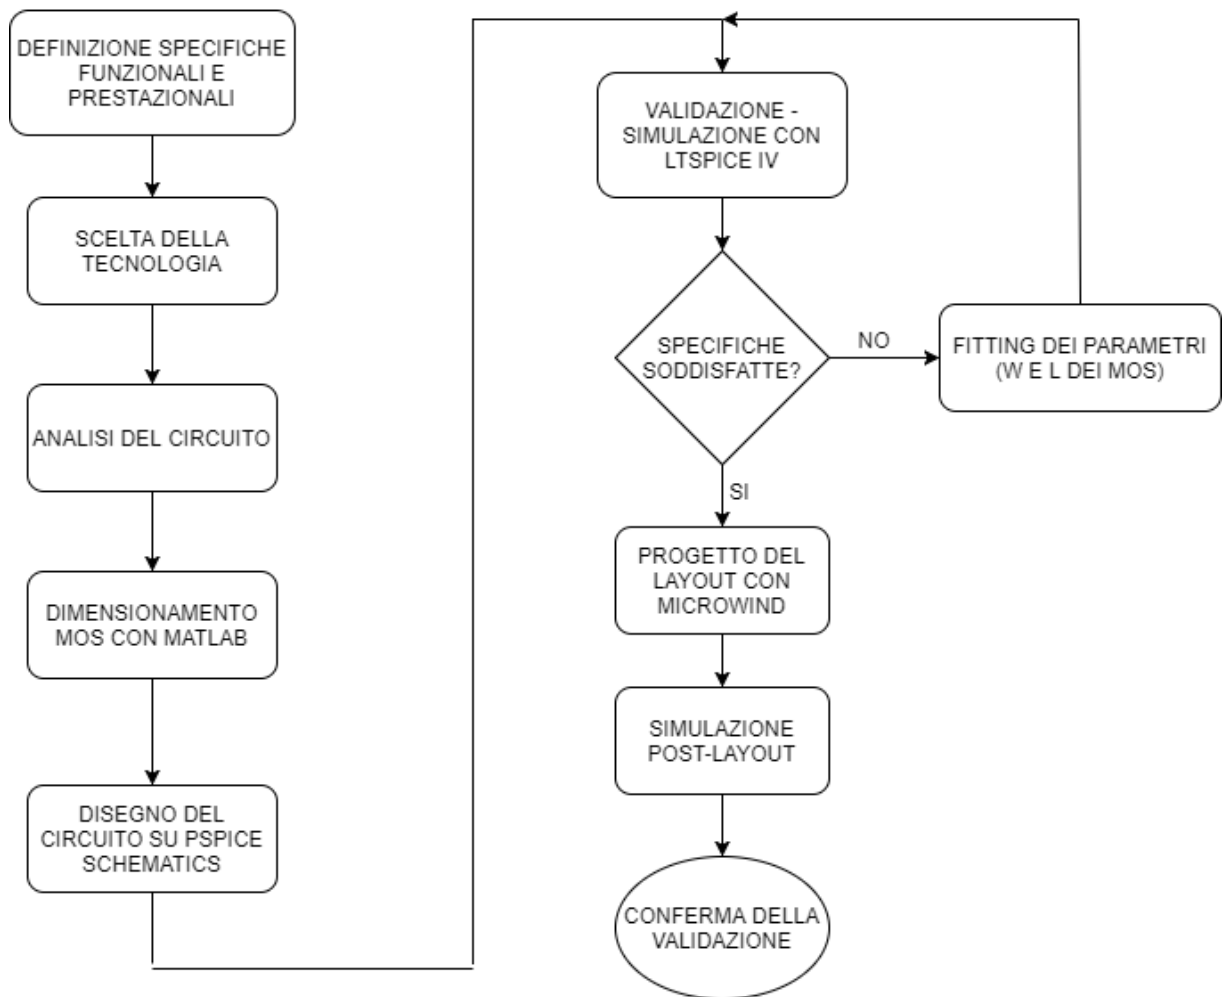 DEFINIZIONE SPECIFICHE
FUNZIONALI E
PRESTAZIONALI
SCELTA DELLA
TECNOLOGIA
ANALISI DEL CIRCUITO
DIMENSIONAMENTO
MOS CON MATLAB
DISEGNO DEL
CIRCUITO SU PSPICE
SCHEMATICS
VALIDAZIONE -
SIMULAZIONE CON
LTSPICE IV
SPECIFICHE
SODDISFATTE?
NO
FITTING DEI PARAMETRI
(W E L DEI MOS)
SI
PROGETTO DEL
LAYOUT CON
MICROWIND
SIMULAZIONE
POST-LAYOUT
CONFERMA DELLA
VALIDAZIONE